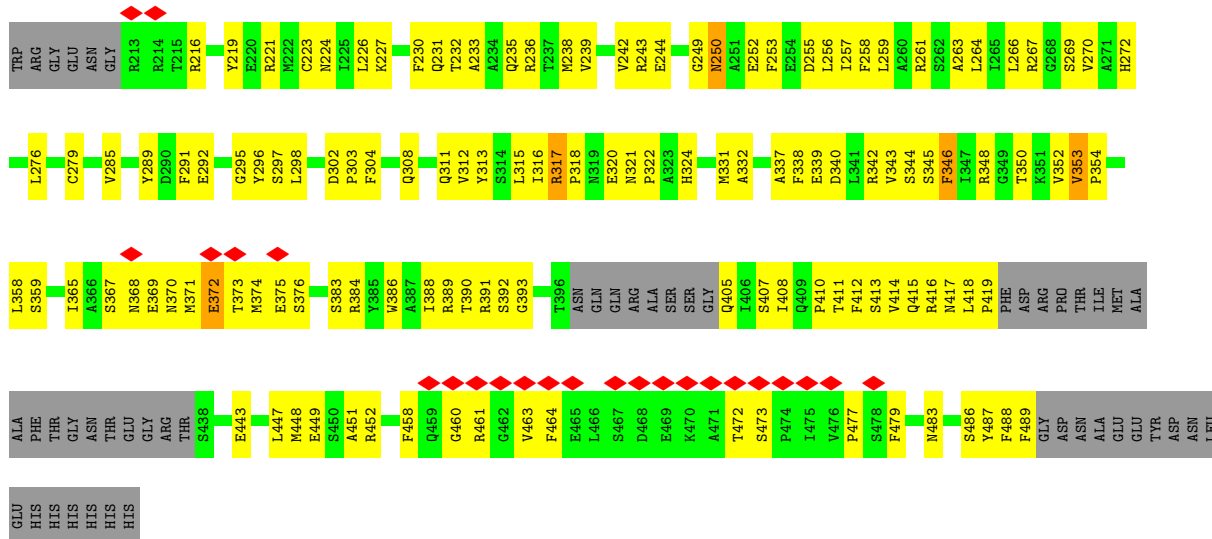 TRP ARG GLY GLU ASN GLY R213 R214 T215 R216 Y219 E220 R221 M222 C223 N224 I225 L226 K227 F230 Q231 T232 A233 A234 Q235 R236 T237 M238 V239 V242 R243 E244 G249 N250 A251 E252 F253 E254 D255 L256 I257 F258 L259 A260 R261 S262 A263 L264 I265 L266 R267 G268 S269 V270 A271 H272
L276 C279 V285 Y289 D290 F291 E292 G295 Y296 S297 L298 D302 P303 F304 Q308 Q311 V312 Y313 S314 L315 I316 R317 P318 N319 E320 N321 P322 A323 H324 M331 A332 A337 F338 E339 D340 L341 R342 V343 S344 S345 F346 I347 R348 G349 T350 K351 V352 V353 P354
L358 S359 I365 A366 S367 N368 E369 N370 M371 E372 T373 M374 E375 S376 S383 R384 Y385 W386 A387 I388 R389 T390 R391 S392 G393 T396 ASN GLN GLN ARG ALA SER SER GLY Q405 I406 S407 I408 Q409 P410 T411 F412 S413 V414 Q415 R416 N417 L418 P419 PHE ASP ARG PRO THR ILE MET ALA
ALA PHE THR GLY ASN THR GLU GLY ARG THR S438 E443 L447 M448 E449 S450 A451 R452 F458 Q459 G460 R461 G462 V463 F464 E465 L466 S467 D468 E469 K470 A471 T472 S473 P474 I475 V476 P477 S478 F479 N483 S486 Y487 F488 F489 GLY ASP ASN ALA GLU GLU TYR ASP ASN LEU
GLU HIS HIS HIS HIS HIS HIS